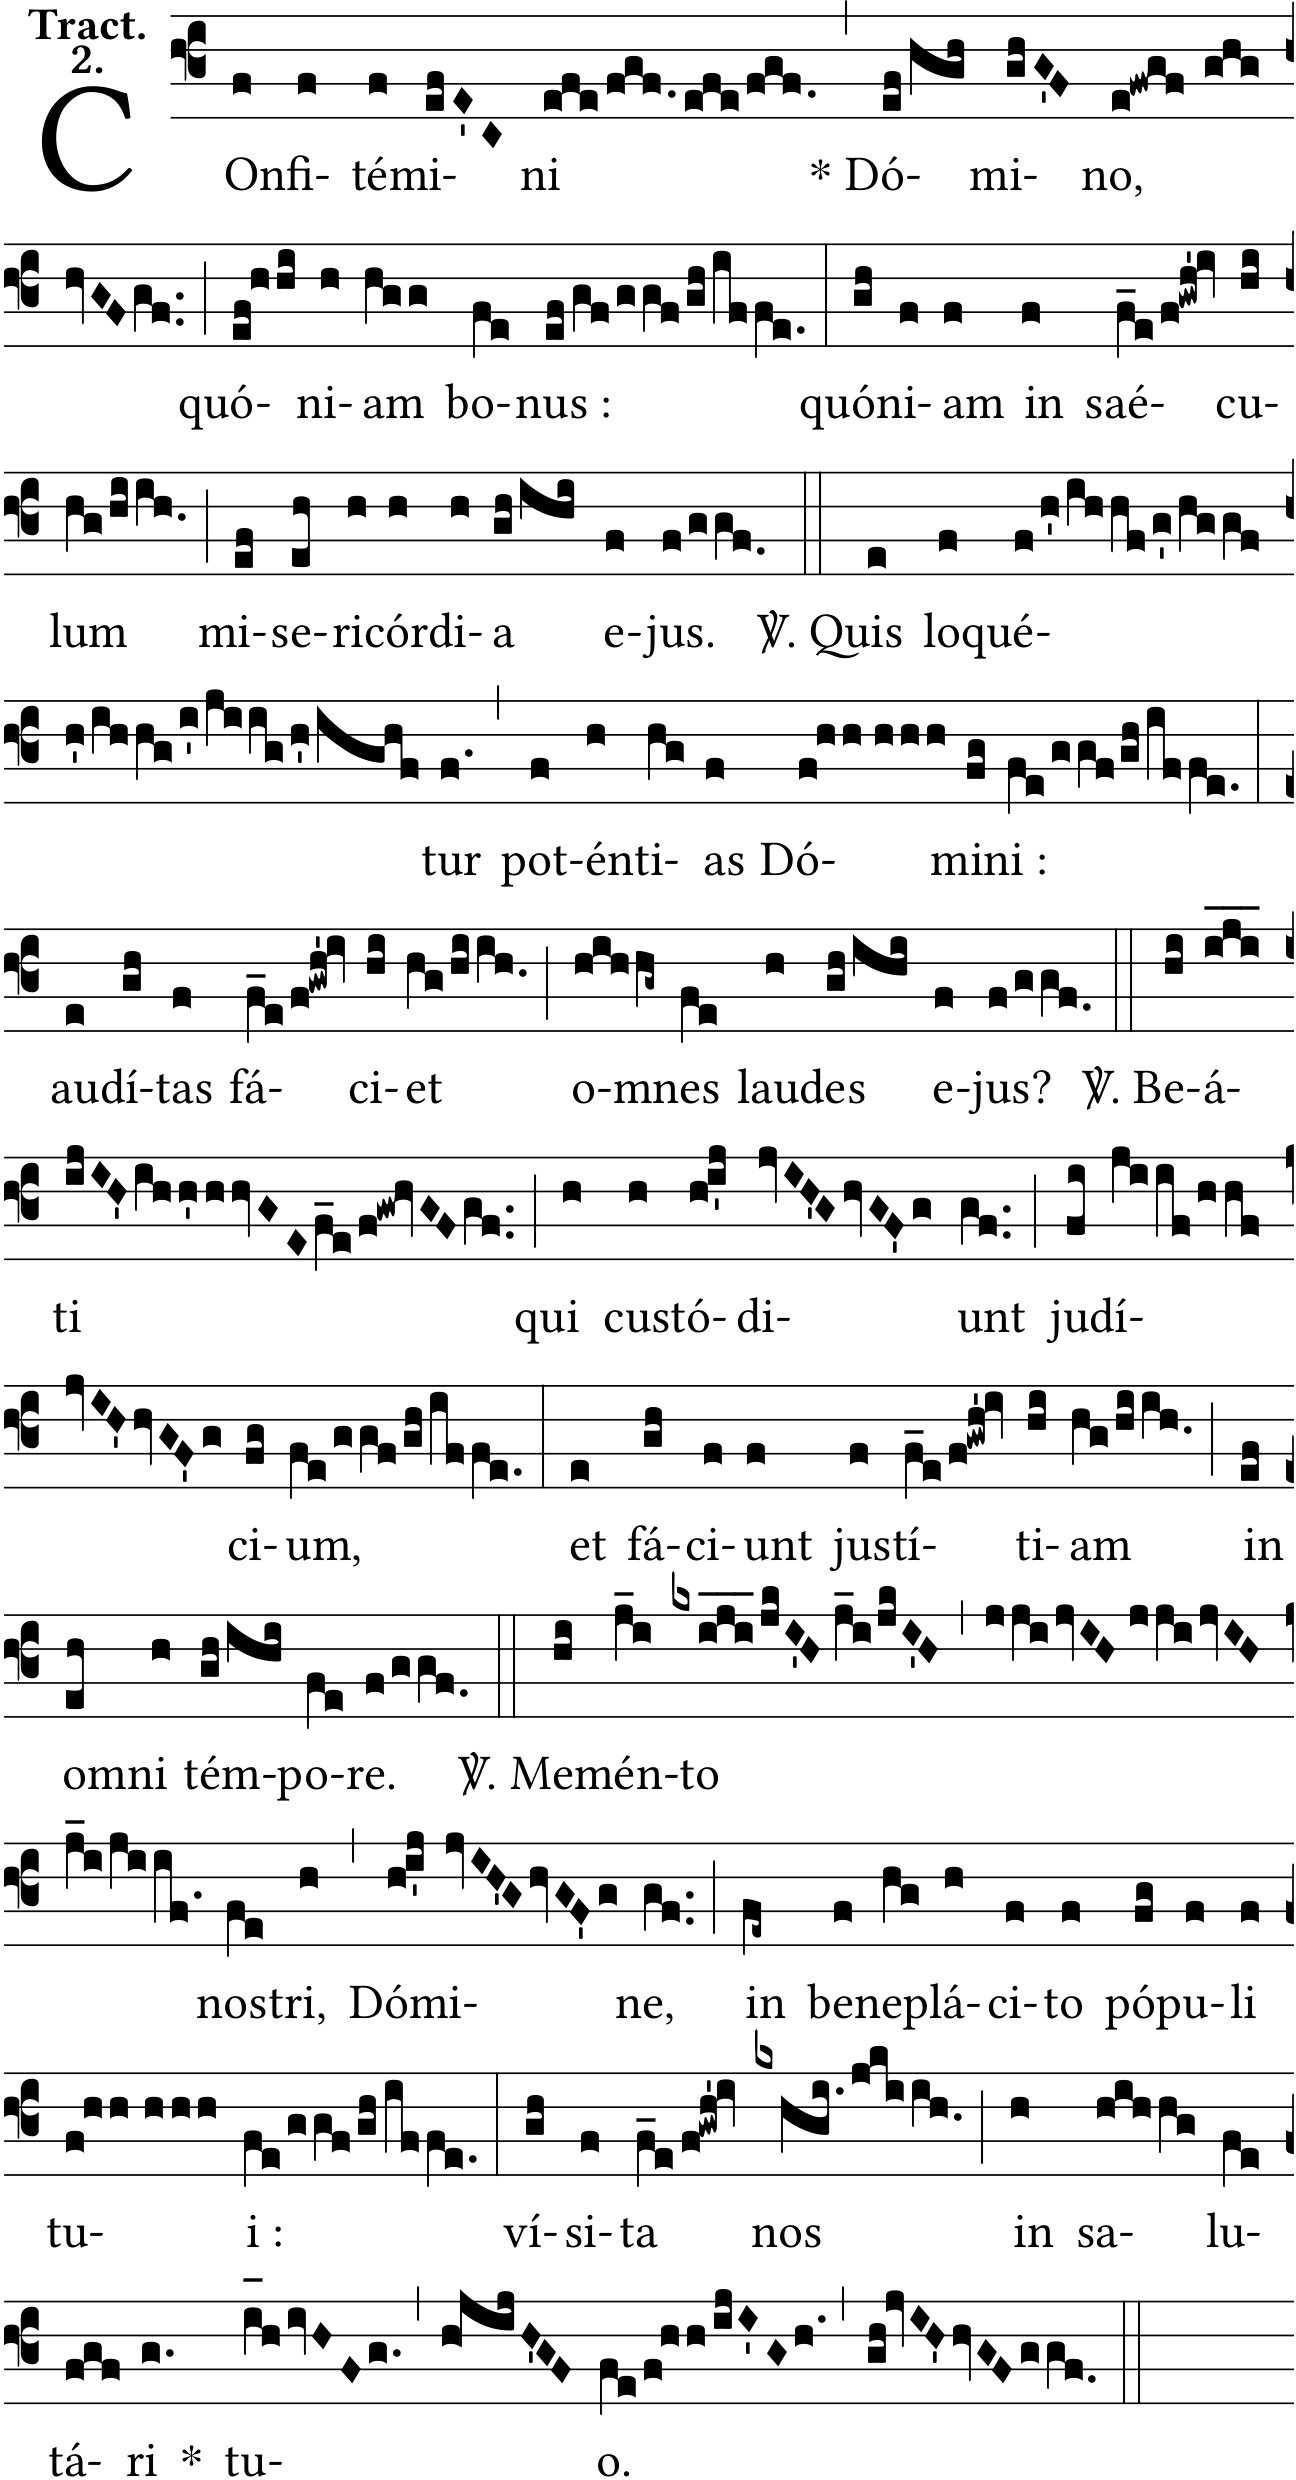 Tract.
2.
COnfi- témi- ni * Dó- mi- no,
quó- ni- am bo-nus : quóni- am in saé- cu-
lum mi-se-ricórdi- a e-jus. ℣. Quis loqué-
tur pot-énti- as Dó- mini :
audí-tas fá- ci-et o-mnes laudes e-jus? ℣. Be-á-
ti qui custó-di- unt judí-
ci-um, et fá-ci-unt justí- ti- am in
omni tém-po-re. ℣. Memén-to
nostri, Dómi- ne, in beneplá-ci-to pópu-li
tu- i : ví-si-ta nos in sa- lu-
tá- ri * tu- o.